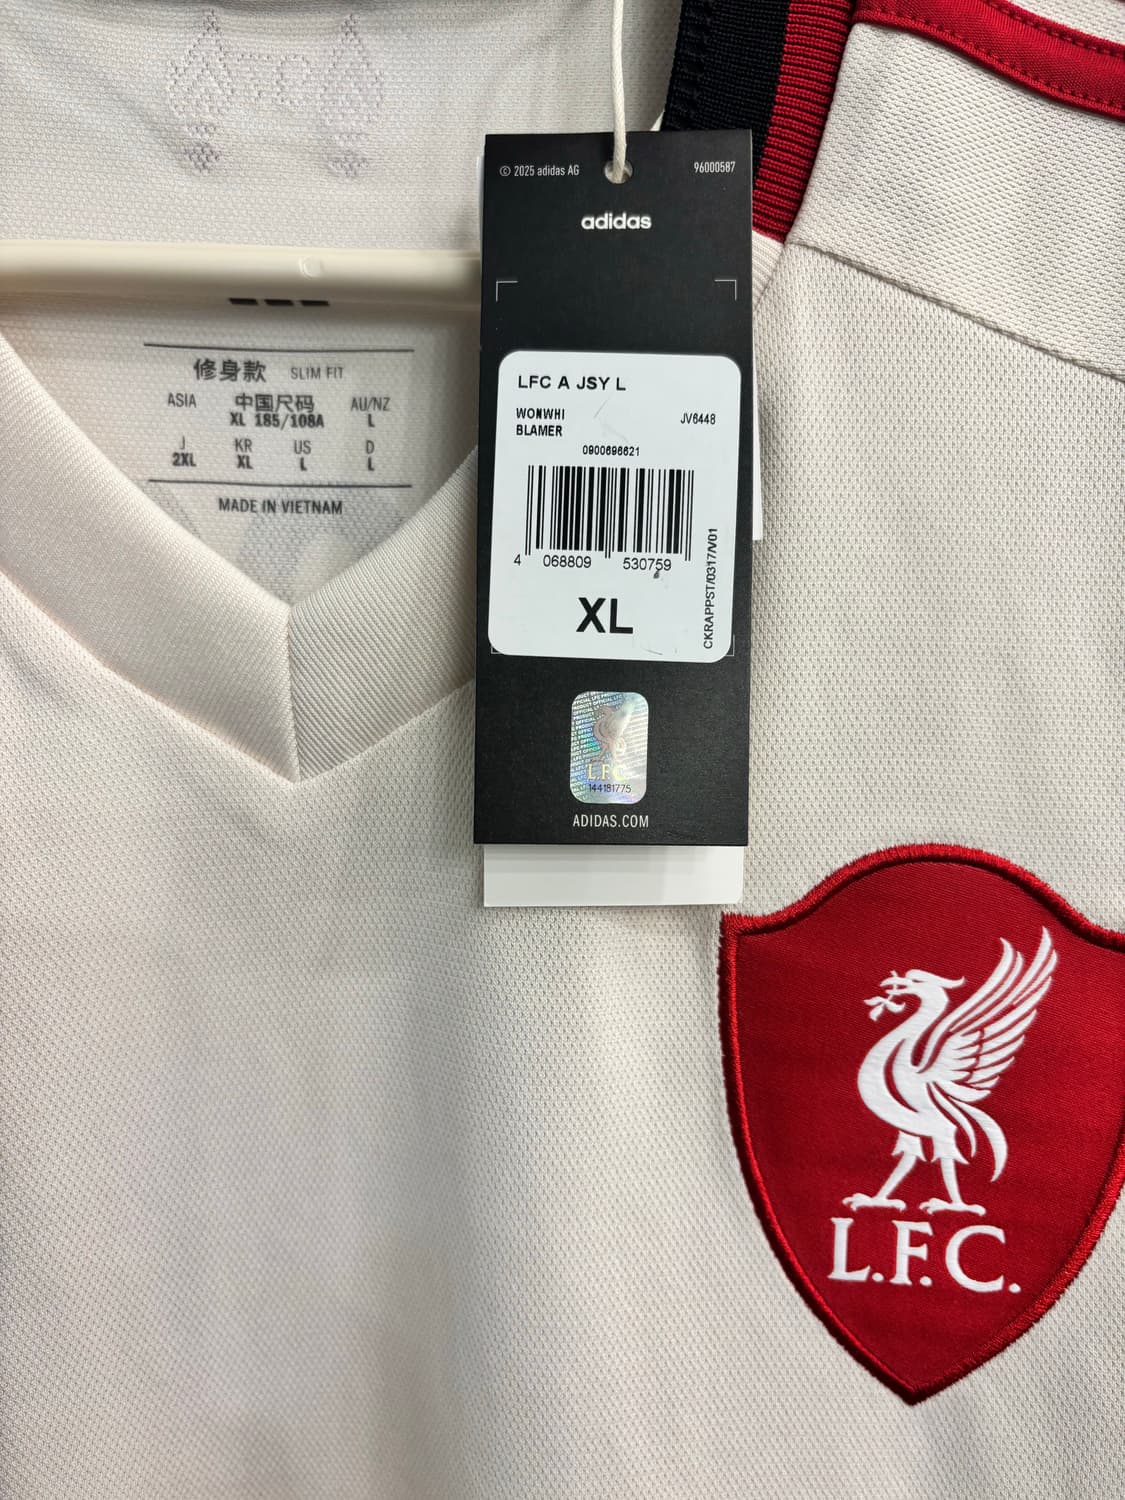 © 2025 adidas AG
96000587
adidas
LFC A JSY L
WONWHI
JV6448
BLAMER
0900696621
4 068809 530759
CKRAPPST/0317/V01
XL
L.F.C.
144181775
ADIDAS.COM
修身款 SLIM FIT
ASIA 中国尺码 AU/NZ
XL 185/108A L
J KR US D
2XL XL L L
MADE IN VIETNAM
L.F.C.